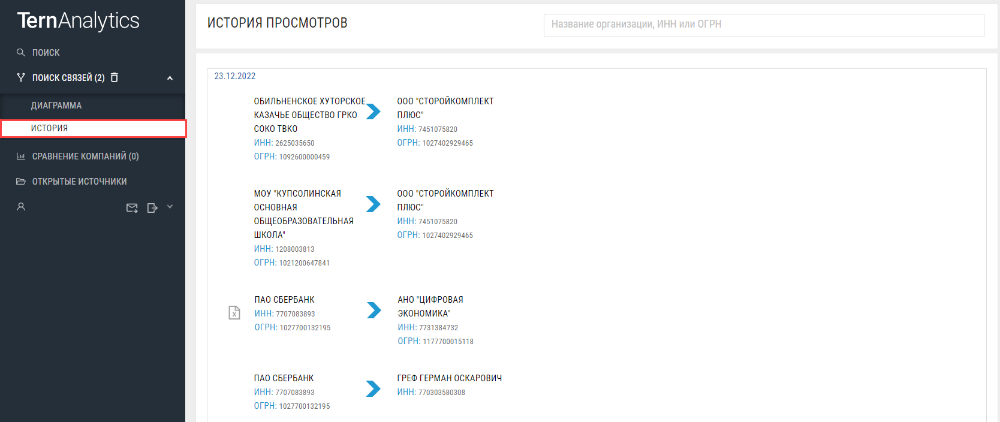 TernAnalytics
ПОИСК
ПОИСК СВЯЗЕЙ (2)
ДИАГРАММА
ИСТОРИЯ
СРАВНЕНИЕ КОМПАНИЙ (0)
ОТКРЫТЫЕ ИСТОЧНИКИ
ИСТОРИЯ ПРОСМОТРОВ
Название организации, ИНН или ОГРН
23.12.2022
ОБИЛЬНЕНСКОЕ ХУТОРСКОЕ
КАЗАЧЬЕ ОБЩЕСТВО ГРКО
СОКО ТВКО
ИНН: 2625035650
ОГРН: 1092600000459
ООО "СТОРОЙКОМПЛЕКТ
ПЛЮС"
ИНН: 7451075820
ОГРН: 1027402929465
МОУ "КУПСОЛИНСКАЯ
ОСНОВНАЯ
ОБЩЕОБРАЗОВАТЕЛЬНАЯ
ШКОЛА"
ИНН: 1208003813
ОГРН: 1021200647841
ООО "СТОРОЙКОМПЛЕКТ
ПЛЮС"
ИНН: 7451075820
ОГРН: 1027402929465
ПАО СБЕРБАНК
ИНН: 7707083893
ОГРН: 1027700132195
АНО "ЦИФРОВАЯ
ЭКОНОМИКА"
ИНН: 7731384732
ОГРН: 1177700015118
ПАО СБЕРБАНК
ИНН: 7707083893
ОГРН: 1027700132195
ГРЕФ ГЕРМАН ОСКАРОВИЧ
ИНН: 770303580308